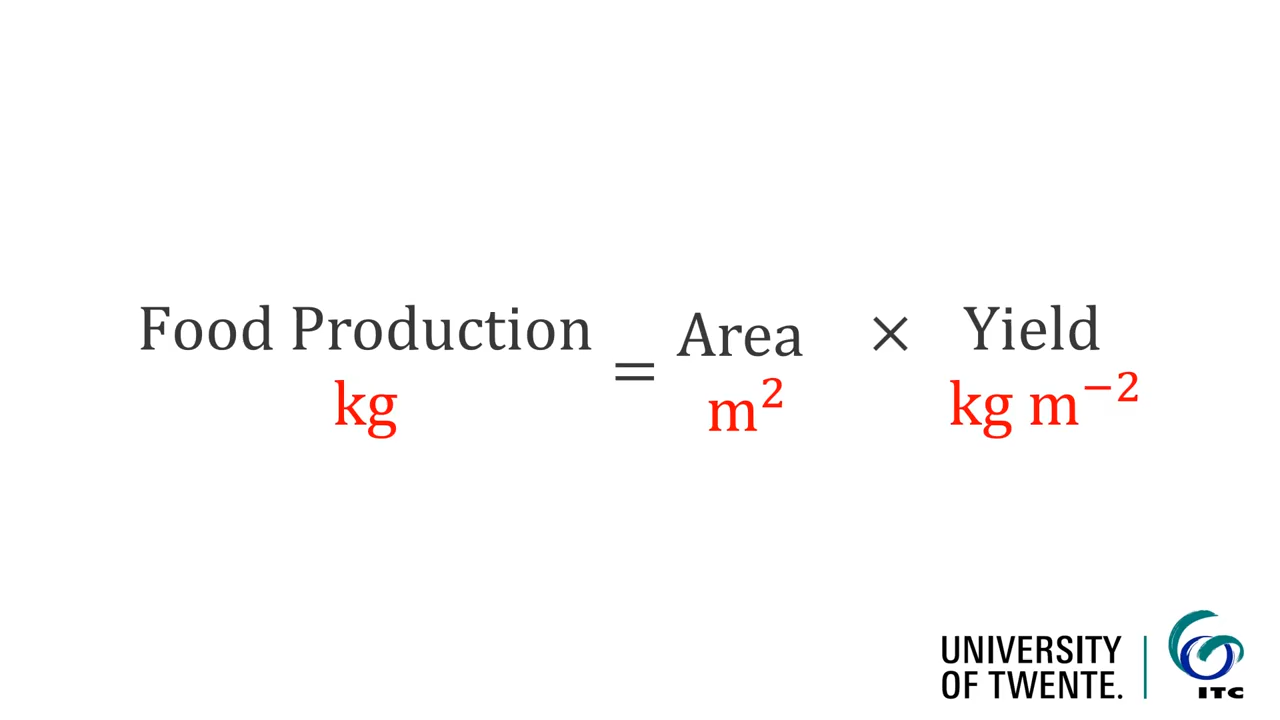 Food Production = Area × Yield
kg m² kg m⁻²
UNIVERSITY
OF TWENTE.
ITC